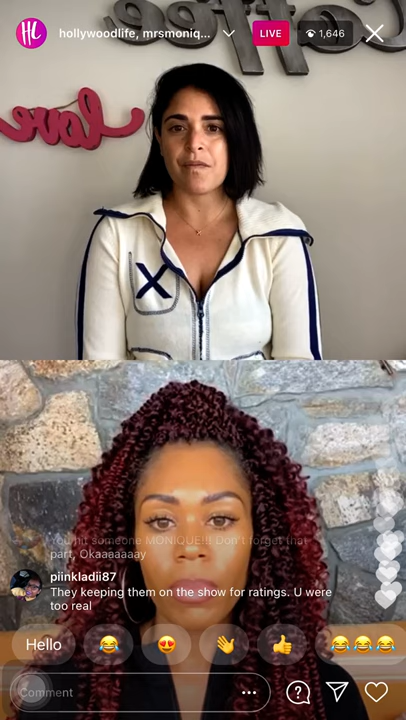 Coffee
HL hollywoodlife, mrsmoniq... LIVE 1,646
love
X
You hit someone MONIQUE!!! Don't forget that
part, Okaaaaaaay
piinkladii87
They keeping them on the show for ratings. U were
too real
Hello
Comment